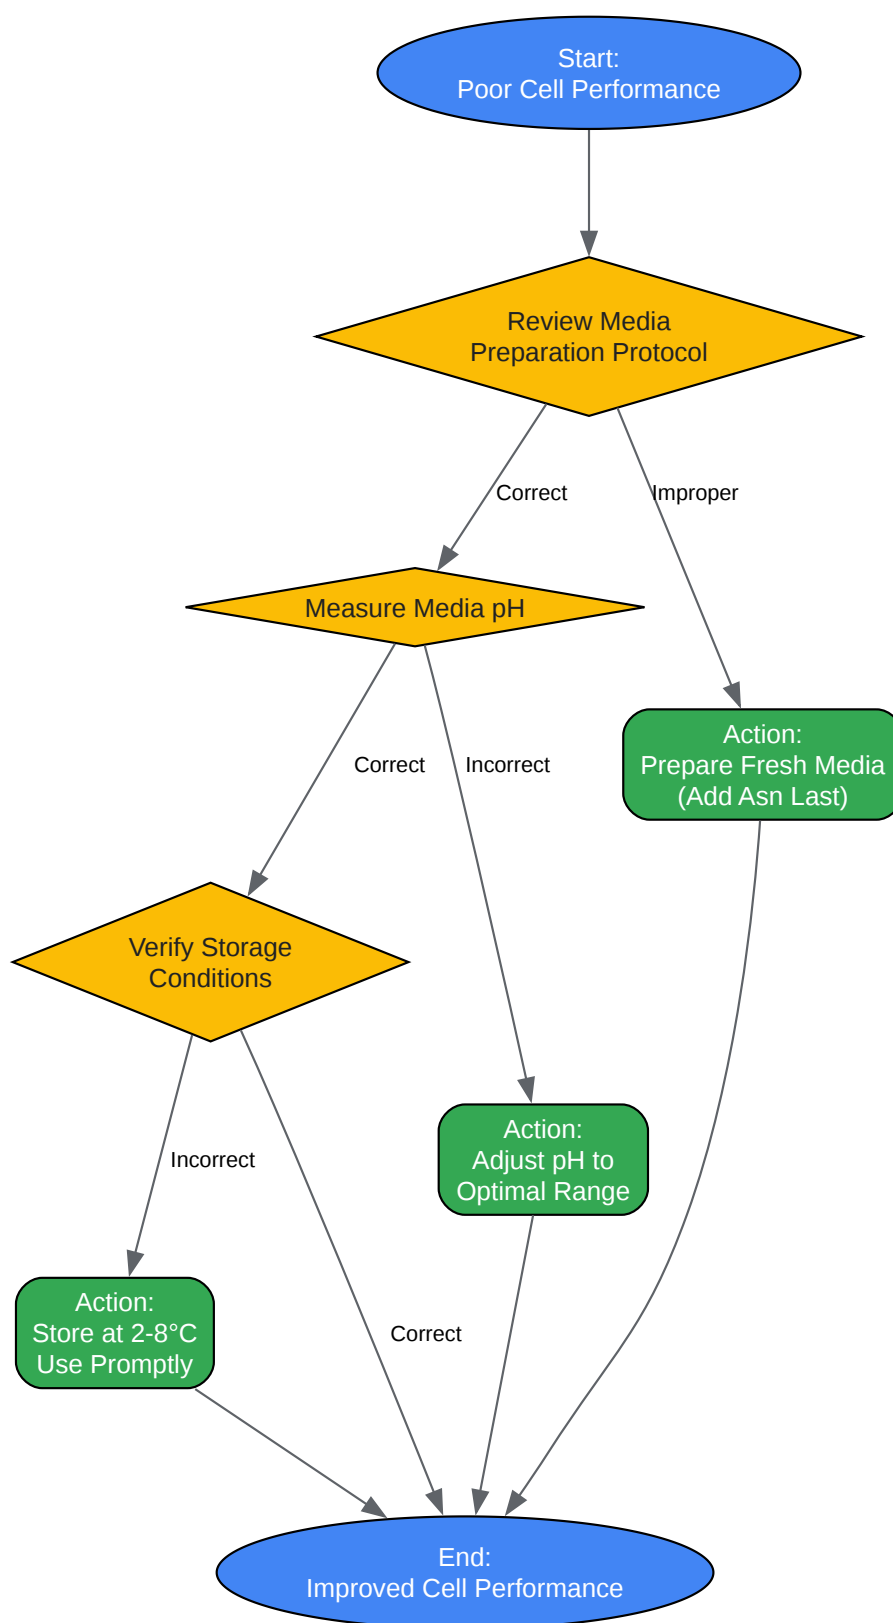 Start:
Poor Cell Performance
Review Media
Preparation Protocol
Correct
Improper
Measure Media pH
Correct
Incorrect
Action:
Prepare Fresh Media
(Add Asn Last)
Verify Storage
Conditions
Incorrect
Action:
Adjust pH to
Optimal Range
Action:
Store at 2-8°C
Use Promptly
Correct
End:
Improved Cell Performance